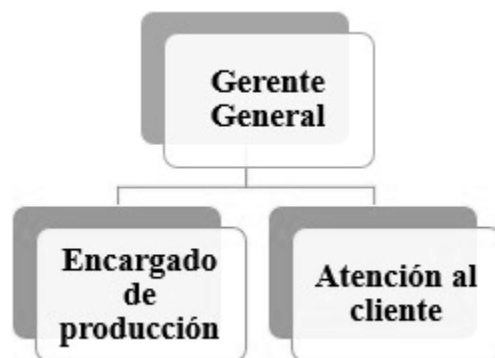 Gerente
General
Encargado
de
producción
Atención al
cliente